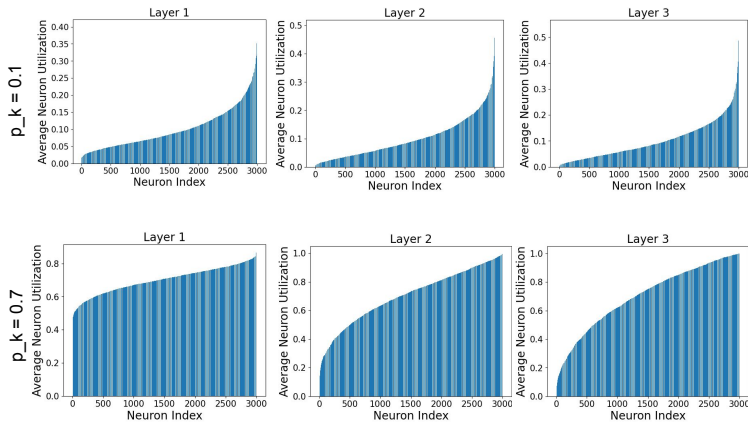 p_k = 0.1
Layer 1
Average Neuron Utilization
0.40
0.35
0.30
0.25
0.20
0.15
0.10
0.05
0.00
0 500 1000 1500 2000 2500 3000
Neuron Index
Layer 2
Average Neuron Utilization
0.5
0.4
0.3
0.2
0.1
0.0
0 500 1000 1500 2000 2500 3000
Neuron Index
Layer 3
Average Neuron Utilization
0.5
0.4
0.3
0.2
0.1
0.0
0 500 1000 1500 2000 2500 3000
Neuron Index
p_k = 0.7
Layer 1
Average Neuron Utilization
0.8
0.6
0.4
0.2
0.0
0 500 1000 1500 2000 2500 3000
Neuron Index
Layer 2
Average Neuron Utilization
1.0
0.8
0.6
0.4
0.2
0.0
0 500 1000 1500 2000 2500 3000
Neuron Index
Layer 3
Average Neuron Utilization
1.0
0.8
0.6
0.4
0.2
0.0
0 500 1000 1500 2000 2500 3000
Neuron Index